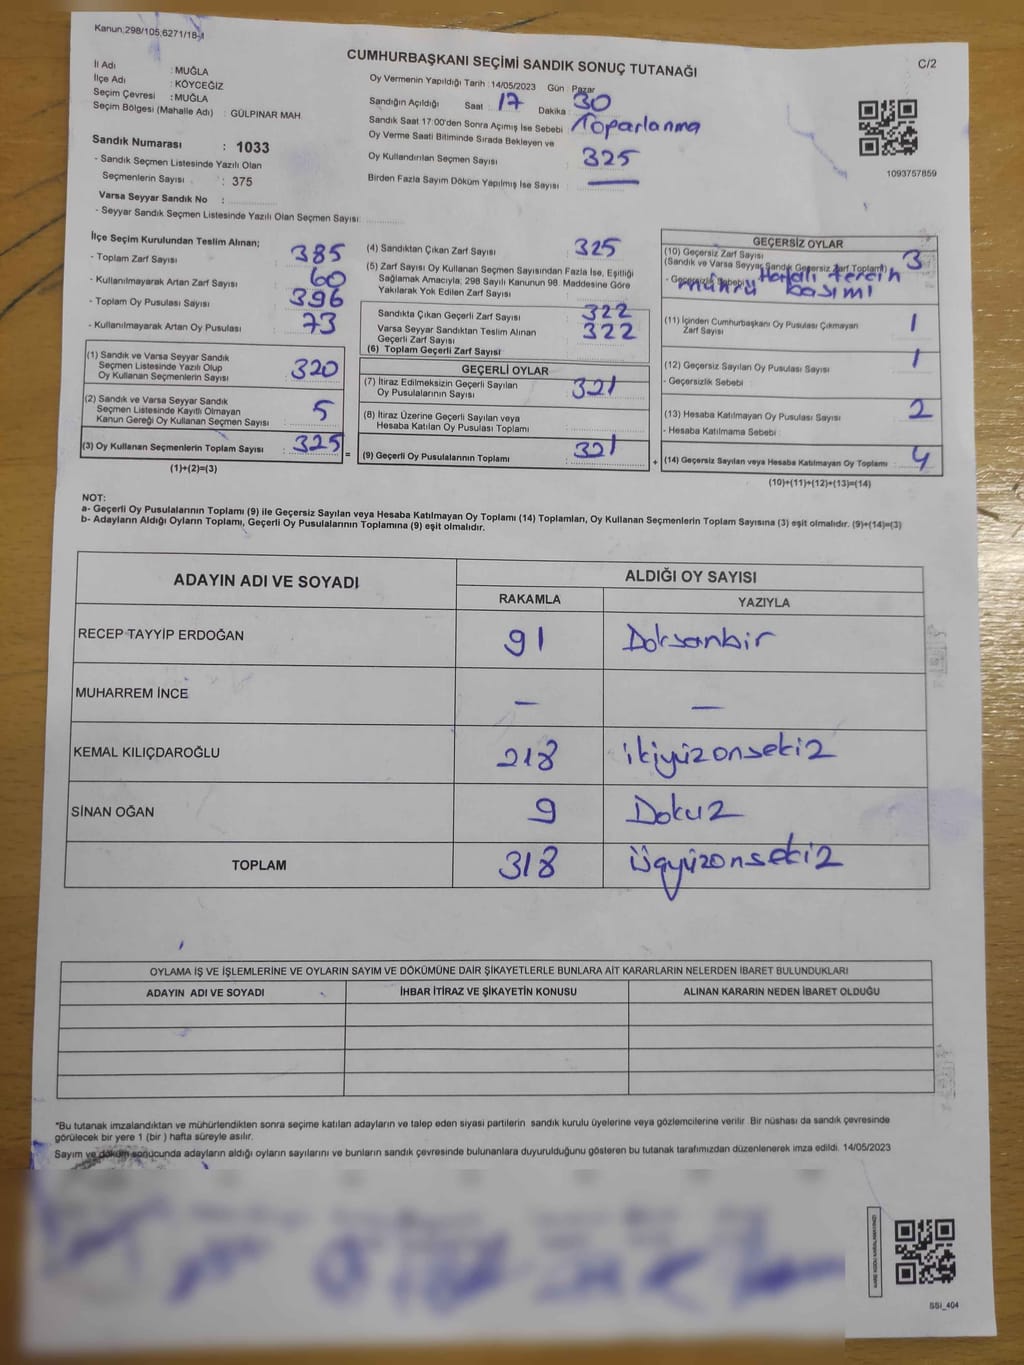 Kanun,298/105,6271/18-I
CUMHURBAŞKANI SEÇİMİ SANDIK SONUÇ TUTANAĞI
C/2
İl Adı : MUĞLA
İlçe Adı : KÖYCEĞİZ
Seçim Çevresi : MUĞLA
Seçim Bölgesi (Mahalle Adı) : GÜLPINAR MAH.
Sandık Numarası : 1033
- Sandık Seçmen Listesinde Yazılı Olan
Seçmenlerin Sayısı : 375
Varsa Seyyar Sandık No :
- Seyyar Sandık Seçmen Listesinde Yazılı Olan Seçmen Sayısı:
Oy Vermenin Yapıldığı Tarih : 14/05/2023 Gün : Pazar
Sandığın Açıldığı Saat : 17 Dakika : 30
Sandık Saat 17:00'den Sonra Açımış İse Sebebi : Toparlanma
Oy Verme Saati Bitiminde Sırada Bekleyen ve
Oy Kullandırılan Seçmen Sayısı : 325
Birden Fazla Sayım Döküm Yapılmış İse Sayısı : —
1093757859
İlçe Seçim Kurulundan Teslim Alınan;
- Toplam Zarf Sayısı : 385
- Kullanılmayarak Artan Zarf Sayısı : 60
- Toplam Oy Pusulası Sayısı : 396
- Kullanılmayarak Artan Oy Pusulası : 73
(1) Sandık ve Varsa Seyyar Sandık
Seçmen Listesinde Yazılı Olup
Oy Kullanan Seçmenlerin Sayısı : 320
(2) Sandık ve Varsa Seyyar Sandık
Seçmen Listesinde Kayıtlı Olmayan
Kanun Gereği Oy Kullanan Seçmen Sayısı : 5
(3) Oy Kullanan Seçmenlerin Toplam Sayısı : 325
(1)+(2)=(3)
(4) Sandıktan Çıkan Zarf Sayısı : 325
(5) Zarf Sayısı Oy Kullanan Seçmen Sayısından Fazla İse, Eşitliği
Sağlamak Amacıyla, 298 Sayılı Kanunun 98. Maddesine Göre
Yakılarak Yok Edilen Zarf Sayısı :
Sandıkta Çıkan Geçerli Zarf Sayısı : 322
Varsa Seyyar Sandıktan Teslim Alınan
Geçerli Zarf Sayısı : 322
(6) Toplam Geçerli Zarf Sayısı
GEÇERLİ OYLAR
(7) İtiraz Edilmeksizin Geçerli Sayılan
Oy Pusulalarının Sayısı : 321
(8) İtiraz Üzerine Geçerli Sayılan veya
Hesaba Katılan Oy Pusulası Toplamı :
= (9) Geçerli Oy Pusulalarının Toplamı : 321
GEÇERSİZ OYLAR
(10) Geçersiz Zarf Sayısı : 3
(Sandık ve Varsa Seyyar Sandık Geçersiz Zarf Toplamı)
- Geçersizlik Sebebi : Hatalı tercih
mührü basımı
(11) İçinden Cumhurbaşkanı Oy Pusulası Çıkmayan
Zarf Sayısı : 1
(12) Geçersiz Sayılan Oy Pusulası Sayısı : 1
- Geçersizlik Sebebi :
(13) Hesaba Katılmayan Oy Pusulası Sayısı : 2
- Hesaba Katılmama Sebebi :
+ (14) Geçersiz Sayılan veya Hesaba Katılmayan Oy Toplamı : 4
(10)+(11)+(12)+(13)=(14)
NOT:
a- Geçerli Oy Pusulalarının Toplamı (9) ile Geçersiz Sayılan veya Hesaba Katılmayan Oy Toplamı (14) Toplamları, Oy Kullanan Seçmenlerin Toplam Sayısına (3) eşit olmalıdır. (9)+(14)=(3)
b- Adayların Aldığı Oyların Toplamı, Geçerli Oy Pusulalarının Toplamına (9) eşit olmalıdır.
ADAYIN ADI VE SOYADI
ALDIĞI OY SAYISI
RAKAMLA YAZIYLA
RECEP TAYYİP ERDOĞAN 91 Doksanbir
MUHARREM İNCE — —
KEMAL KILIÇDAROĞLU 218 ikiyüzonsekiz
SİNAN OĞAN 9 Dokuz
TOPLAM 318 Üçyüzonsekiz
OYLAMA İŞ VE İŞLEMLERİNE VE OYLARIN SAYIM VE DÖKÜMÜNE DAİR ŞİKAYETLERLE BUNLARA AİT KARARLARIN NELERDEN İBARET BULUNDUKLARI
ADAYIN ADI VE SOYADI İHBAR İTİRAZ VE ŞİKAYETİN KONUSU ALINAN KARARIN NEDEN İBARET OLDUĞU
*Bu tutanak imzalandıktan ve mühürlendikten sonra seçime katılan adayların ve talep eden siyasi partilerin sandık kurulu üyelerine veya gözlemcilerine verilir. Bir nüshası da sandık çevresinde
görülecek bir yere 1 (bir) hafta süreyle asılır.
Sayım ve döküm sonucunda adayların aldığı oyların sayılarını ve bunların sandık çevresinde bulunanlara duyurulduğunu gösteren bu tutanak tarafımızdan düzenlenerek imza edildi. 14/05/2023
SSİ_404